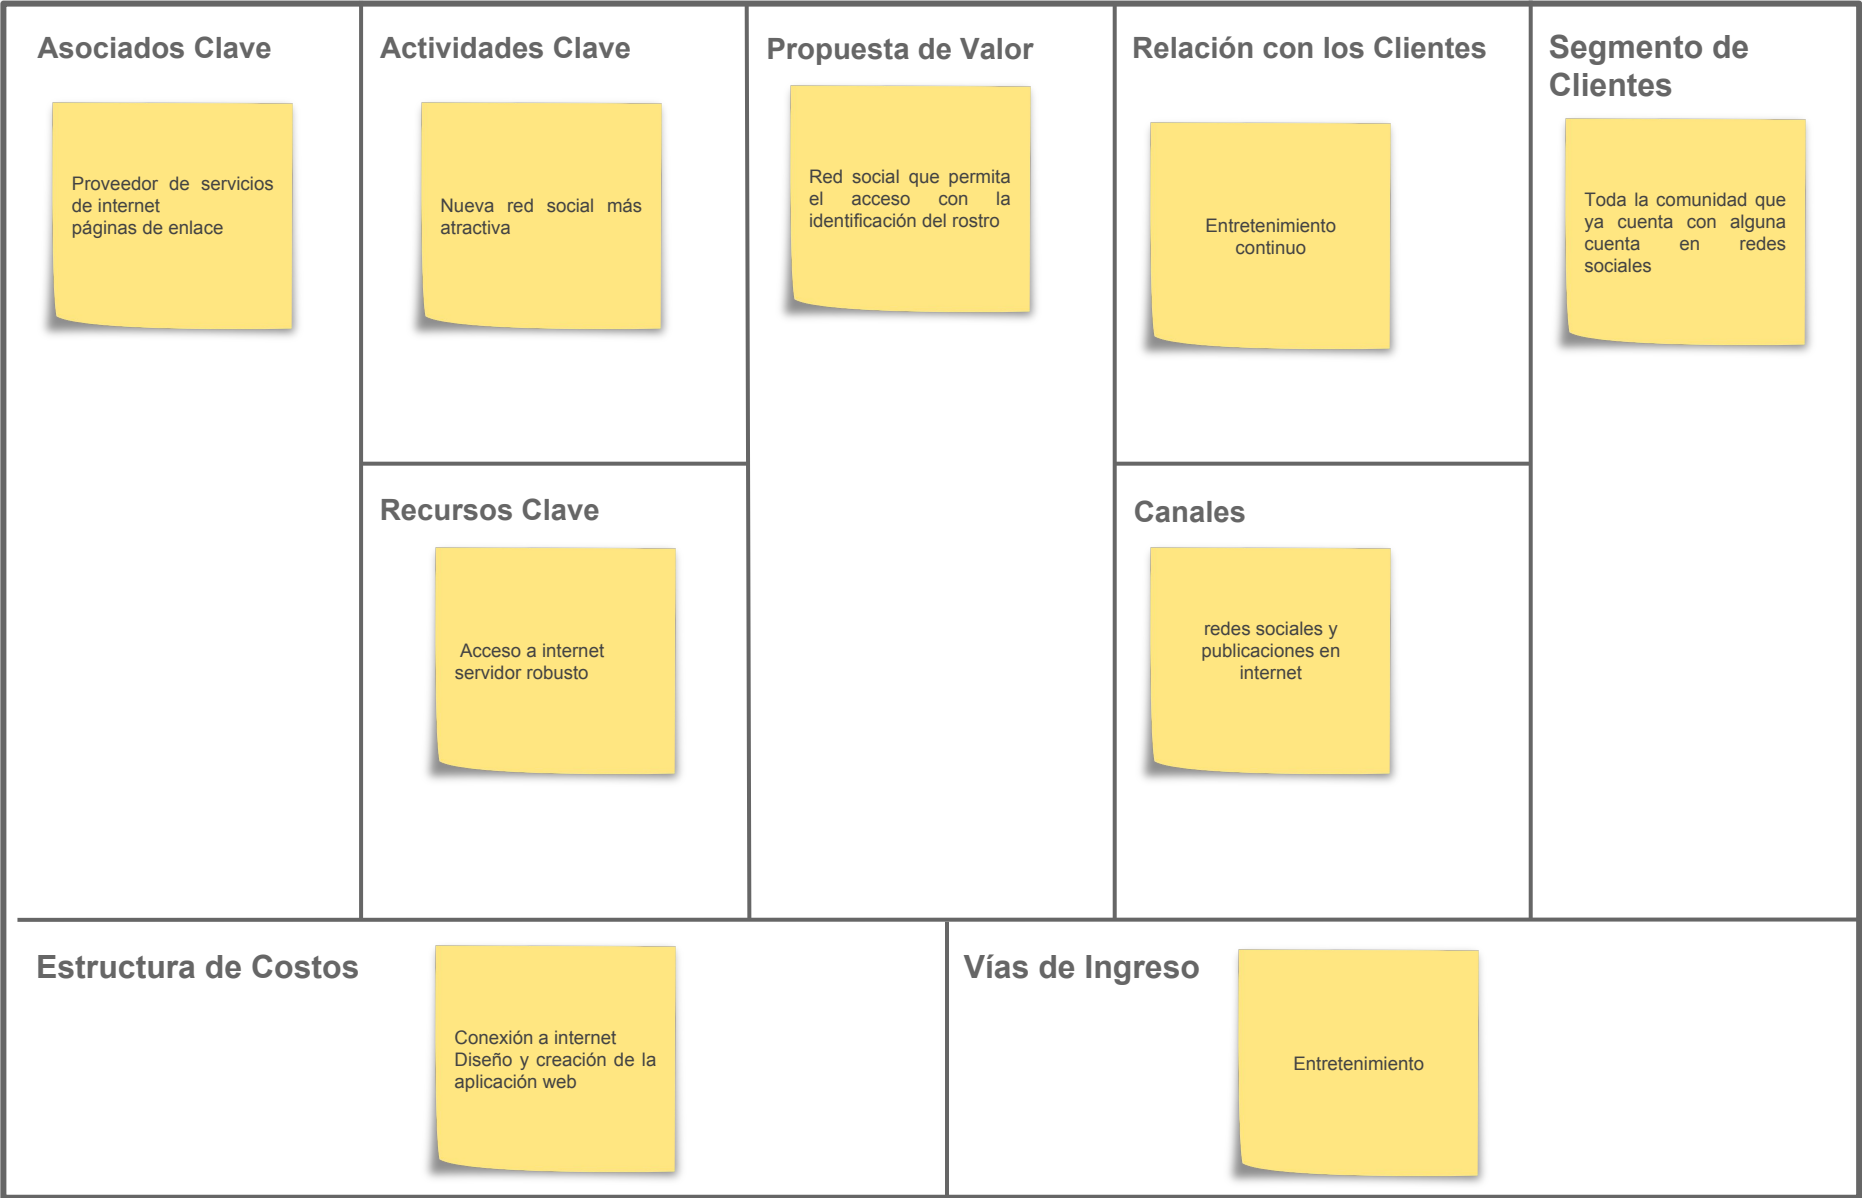 Asociados Clave
Proveedor de servicios
de internet
páginas de enlace
Actividades Clave
Nueva red social más
atractiva
Recursos Clave
Acceso a internet
servidor robusto
Propuesta de Valor
Red social que permita
el acceso con la
identificación del rostro
Relación con los Clientes
Entretenimiento
continuo
Canales
redes sociales y
publicaciones en
internet
Segmento de
Clientes
Toda la comunidad que
ya cuenta con alguna
cuenta en redes
sociales
Estructura de Costos
Conexión a internet
Diseño y creación de la
aplicación web
Vías de Ingreso
Entretenimiento